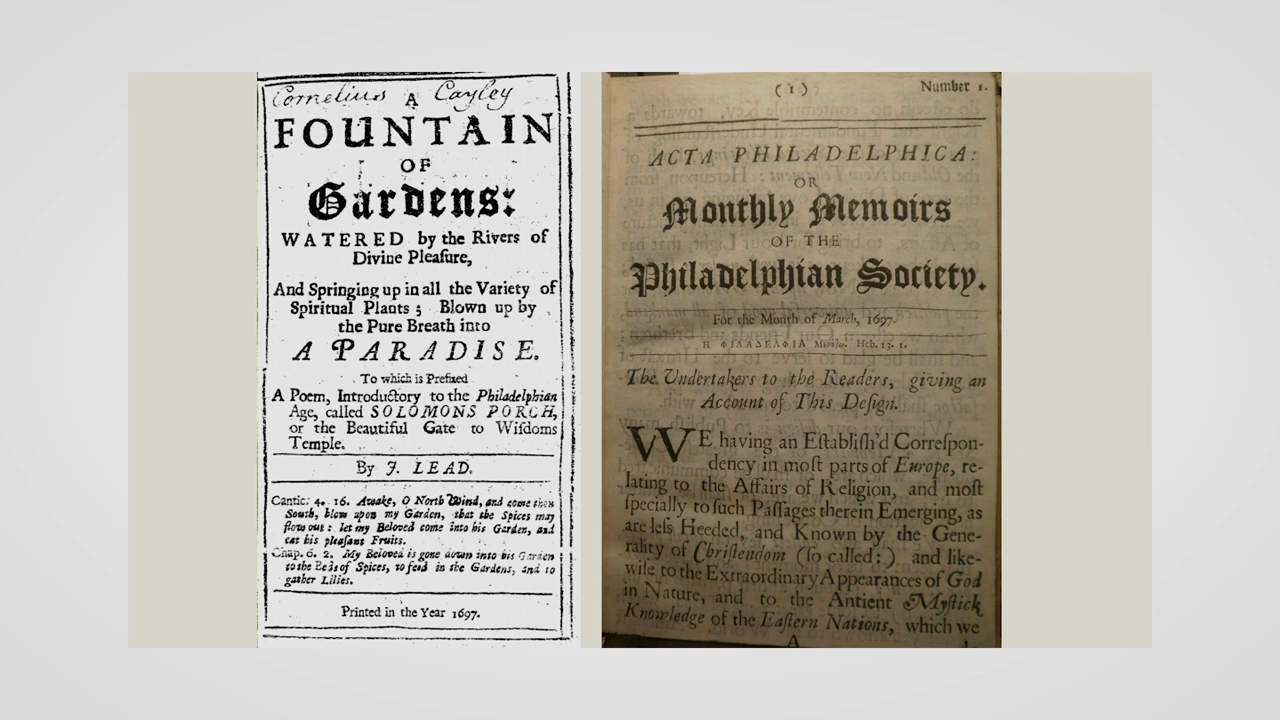 Cornelius Cayley
A
FOUNTAIN
OF
Gardens:
WATERED by the Rivers of
Divine Pleaſure,
And Springing up in all the Variety of
Spiritual Plants ; Blown up by
the Pure Breath into
A PARADISE.
To which is Prefixed
A Poem, Introductory to the Philadelphian
Age, called SOLOMONS PORCH,
or the Beautiful Gate to Wiſdoms
Temple.
By J. LEAD.
Cantic. 4. 16. Awake, O North Wind, and come thou
South, blow upon my Garden, that the Spices may
flow out : let my Beloved come into his Garden, and
eat his pleaſant Fruits.
Chap. 6. 2. My Beloved is gone down into his Garden
to the Beds of Spices, to feed in the Gardens, and to
gather Lilies.
Printed in the Year 1697.
( 1 )
Number 1.
ACTA PHILADELPHICA:
OR
Monthly Memoirs
OF THE
Philadelphian Society.
For the Month of March, 1697.
Η ΦΙΛΑΔΕΛΦΙΑ Heb. 13. 1.
The Undertakers to the Readers, giving an
Account of This Deſign.
WE having an Eſtabliſh'd Correſpon-
dency in moſt parts of Europe, re-
lating to the Affairs of Religion, and moſt
ſpecially to ſuch Paſſages therein Emerging, as
are leſs Heeded, and Known by the Gene-
rality of Chriſtendom (ſo called:) and like-
wiſe to the Extraordinary Appearances of God
in Nature, and to the Antient Myſtick
Knowledge of the Eaſtern Nations, which we
A